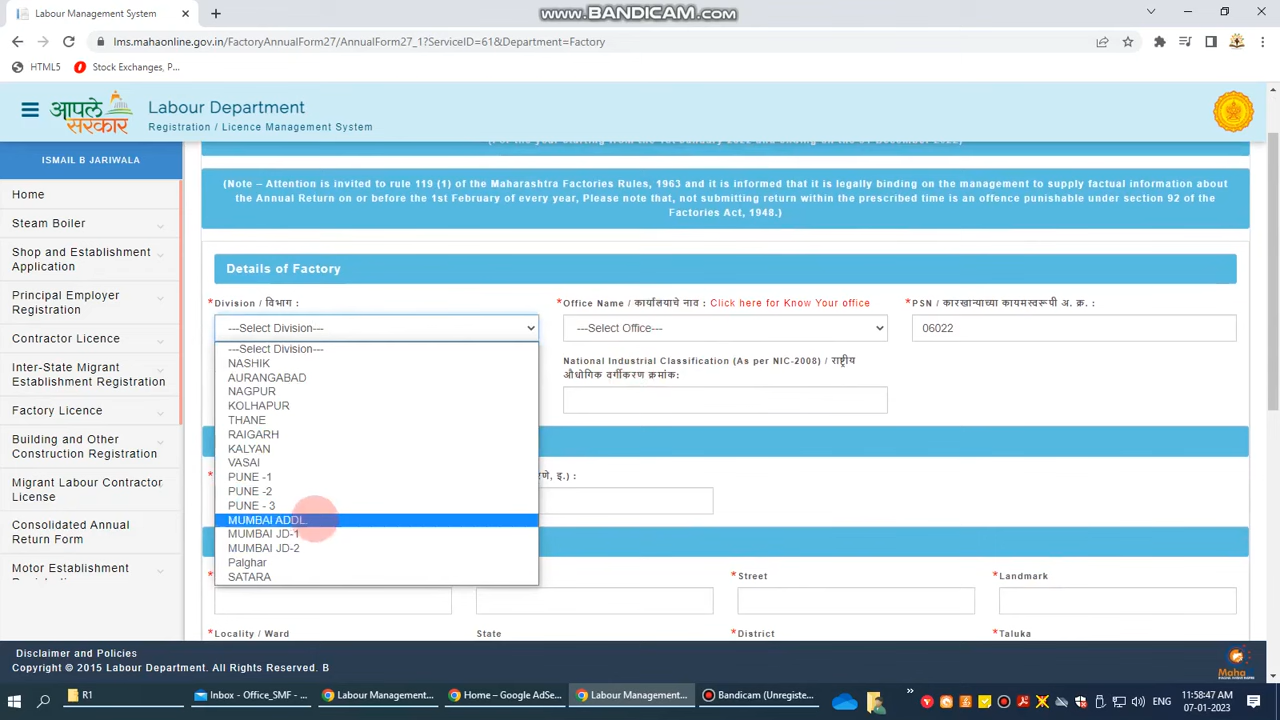 Labour Management System
www.BANDICAM.com
lms.mahaonline.gov.in/FactoryAnnualForm27/AnnualForm27_1?ServiceID=61&Department=Factory
HTML5
Stock Exchanges, P...
आपले सरकार
Labour Department
Registration / Licence Management System
ISMAIL B JARIWALA
Home
Steam Boiler
Shop and Establishment
Application
Principal Employer
Registration
Contractor Licence
Inter-State Migrant
Establishment Registration
Factory Licence
Building and Other
Construction Registration
Migrant Labour Contractor
License
Consolidated Annual
Return Form
Motor Establishment
(Note – Attention is invited to rule 119 (1) of the Maharashtra Factories Rules, 1963 and it is informed that it is legally binding on the management to supply factual information about
the Annual Return on or before the 1st February of every year, Please note that, not submitting return within the prescribed time is an offence punishable under section 92 of the
Factories Act, 1948.)
Details of Factory
*Division / विभाग :
*Office Name / कार्यालयाचे नाव : Click here for Know Your office
*PSN / कारखान्याच्या कायमस्वरूपी अ. क्र. :
---Select Division---
---Select Office---
06022
---Select Division---
NASHIK
AURANGABAD
NAGPUR
KOLHAPUR
THANE
RAIGARH
KALYAN
VASAI
PUNE -1
PUNE -2
PUNE - 3
MUMBAI ADDL.
MUMBAI JD-1
MUMBAI JD-2
Palghar
SATARA
National Industrial Classification (As per NIC-2008) / राष्ट्रीय
औधोगिक वर्गीकरण क्रमांक:
इ.) :
*Street
*Landmark
*Locality / Ward
State
*District
*Taluka
Disclaimer and Policies
Copyright © 2015 Labour Department. All Rights Reserved. B
Maha
R1
Inbox - Office_SMF - ...
Labour Management...
Home – Google AdSe...
Labour Management...
Bandicam (Unregiste...
ENG
11:58:47 AM
07-01-2023